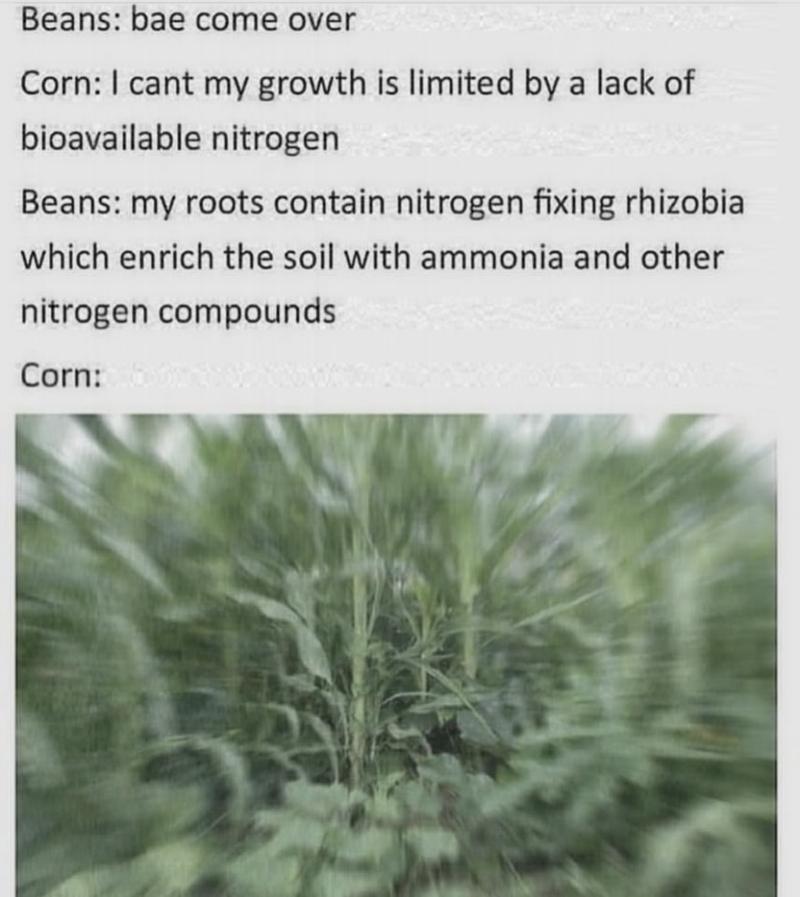 Beans: bae come over
Corn: I cant my growth is limited by a lack of
bioavailable nitrogen
Beans: my roots contain nitrogen fixing rhizobia
which enrich the soil with ammonia and other
nitrogen compounds
Corn: